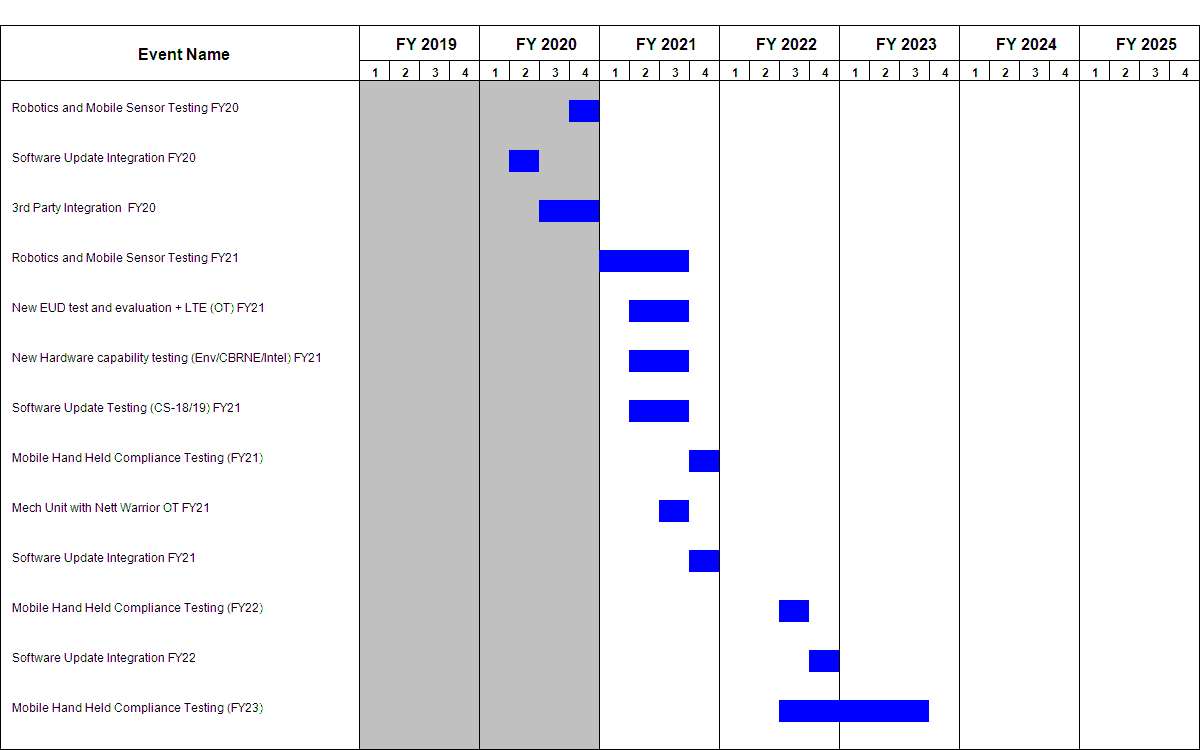 Event Name FY 2019 FY 2020 FY 2021 FY 2022 FY 2023 FY 2024 FY 2025
1 2 3 4 1 2 3 4 1 2 3 4 1 2 3 4 1 2 3 4 1 2 3 4 1 2 3 4
Robotics and Mobile Sensor Testing FY20
Software Update Integration FY20
3rd Party Integration  FY20
Robotics and Mobile Sensor Testing FY21
New EUD test and evaluation + LTE (OT) FY21
New Hardware capability testing (Env/CBRNE/Intel) FY21
Software Update Testing (CS-18/19) FY21
Mobile Hand Held Compliance Testing (FY21)
Mech Unit with Nett Warrior OT FY21
Software Update Integration FY21
Mobile Hand Held Compliance Testing (FY22)
Software Update Integration FY22
Mobile Hand Held Compliance Testing (FY23)